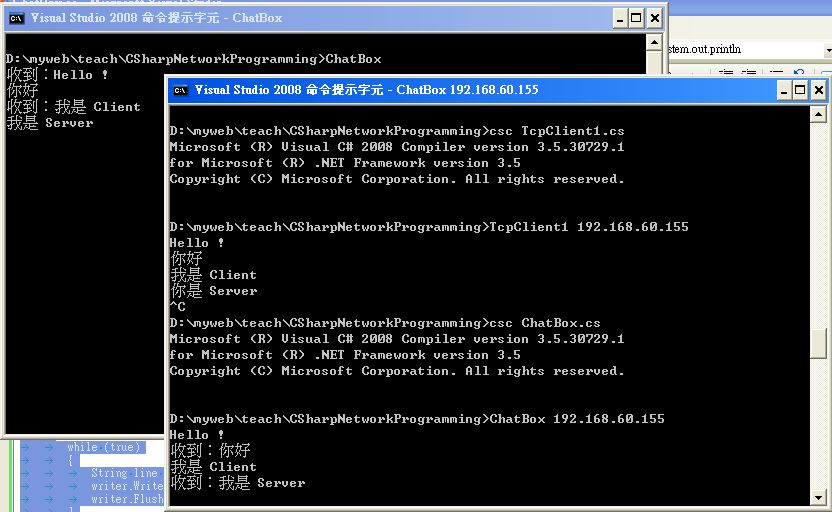 Visual Studio 2008 命令提示字元 - ChatBox
D:\myweb\teach\CSharpNetworkProgramming>ChatBox
收到：Hello !
你好
收到：我是 Client
我是 Server
stem.out.println
Visual Studio 2008 命令提示字元 - ChatBox 192.168.60.155
D:\myweb\teach\CSharpNetworkProgramming>csc TcpClient1.cs
Microsoft (R) Visual C# 2008 Compiler version 3.5.30729.1
for Microsoft (R) .NET Framework version 3.5
Copyright (C) Microsoft Corporation. All rights reserved.
D:\myweb\teach\CSharpNetworkProgramming>TcpClient1 192.168.60.155
Hello !
你好
我是 Client
你是 Server
^C
D:\myweb\teach\CSharpNetworkProgramming>csc ChatBox.cs
Microsoft (R) Visual C# 2008 Compiler version 3.5.30729.1
for Microsoft (R) .NET Framework version 3.5
Copyright (C) Microsoft Corporation. All rights reserved.
D:\myweb\teach\CSharpNetworkProgramming>ChatBox 192.168.60.155
Hello !
收到：你好
我是 Client
收到：我是 Server
while (true)
{
String line
writer.Write
writer.Flush